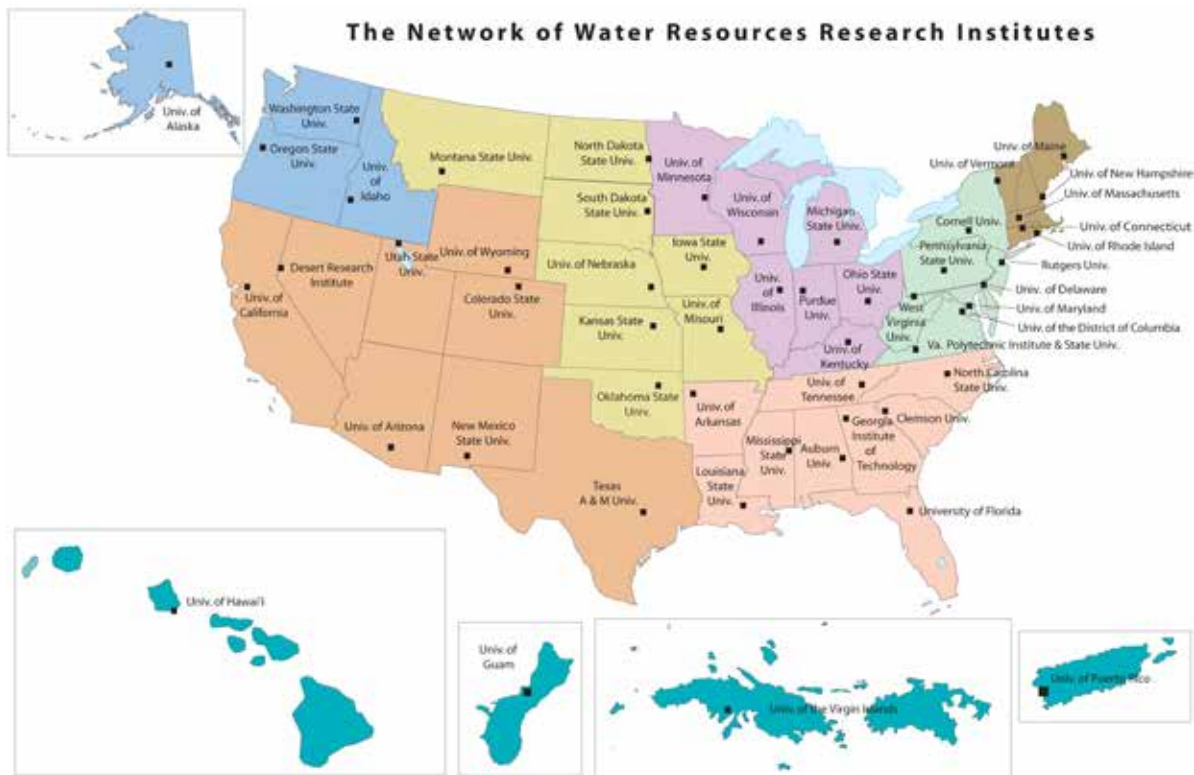 The Network of Water Resources Research Institutes
Univ. of
Alaska
Washington State
Univ.
Oregon State
Univ.
Univ.
of
Idaho
Montana State Univ.
North Dakota
State Univ.
Univ. of
Minnesota
South Dakota
State Univ.
Univ. of
Wisconsin
Michigan
State Univ.
Univ. of Maine
Univ. of Vermont
Univ. of New Hampshire
Univ. of Massachusetts
Cornell Univ.
Univ. of Connecticut
Univ. of Rhode Island
Pennsylvania
State Univ.
Rutgers Univ.
Univ. of Delaware
Univ. of Maryland
Univ. of the District of Columbia
Va. Polytechnic Institute & State Univ.
West
Virginia
Univ.
Ohio State
Univ.
Purdue
Univ.
Univ.
of
Illinois
Iowa State
Univ.
Univ. of Nebraska
Univ. of Wyoming
Utah State
Univ.
Desert Research
Institute
Univ. of
California
Colorado State
Univ.
Kansas State
Univ.
Univ. of
Misouri
Univ. of
Kentucky
Univ. of
Tennessee
North Carolina
State Univ.
Oklahoma State
Univ.
Univ. of
Arkansas
Clemson Univ.
Georgia
Institute
of
Technology
Auburn
Univ.
Mississippi
State
Univ.
Louisiana
State
Univ.
Univ. of Arizona
New Mexico
State Univ.
Texas
A & M Univ.
University of Florida
Univ. of Hawai'i
Univ. of
Guam
Univ. of the Virgin Islands
Univ. of Puerto Rico